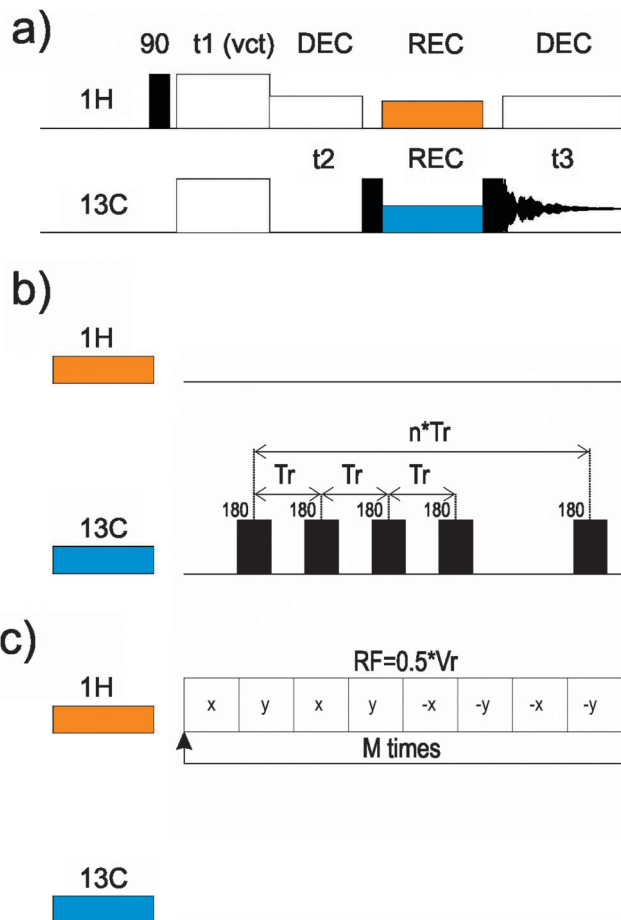 a)
90 t1 (vct) DEC REC DEC
1H
t2 REC t3
13C
b)
1H
n*Tr
Tr Tr Tr
180 180 180 180 180
13C
c)
RF=0.5*Vr
1H
x y x y -x -y -x -y
M times
13C